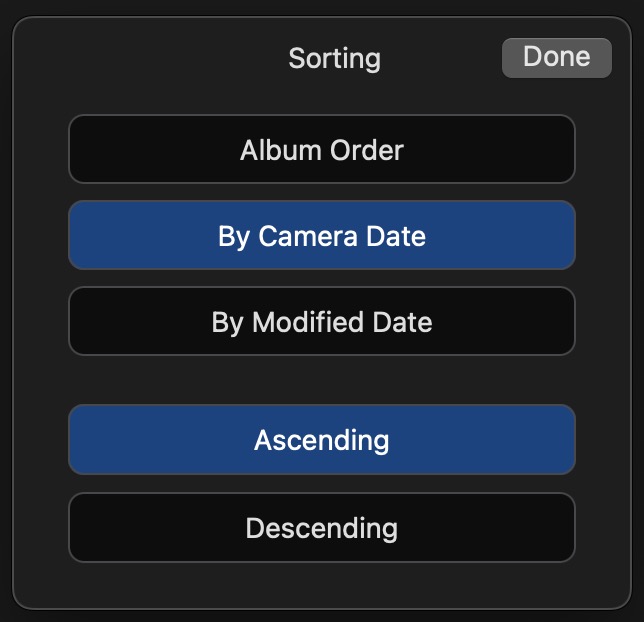 Sorting
Done
Album Order
By Camera Date
By Modified Date
Ascending
Descending